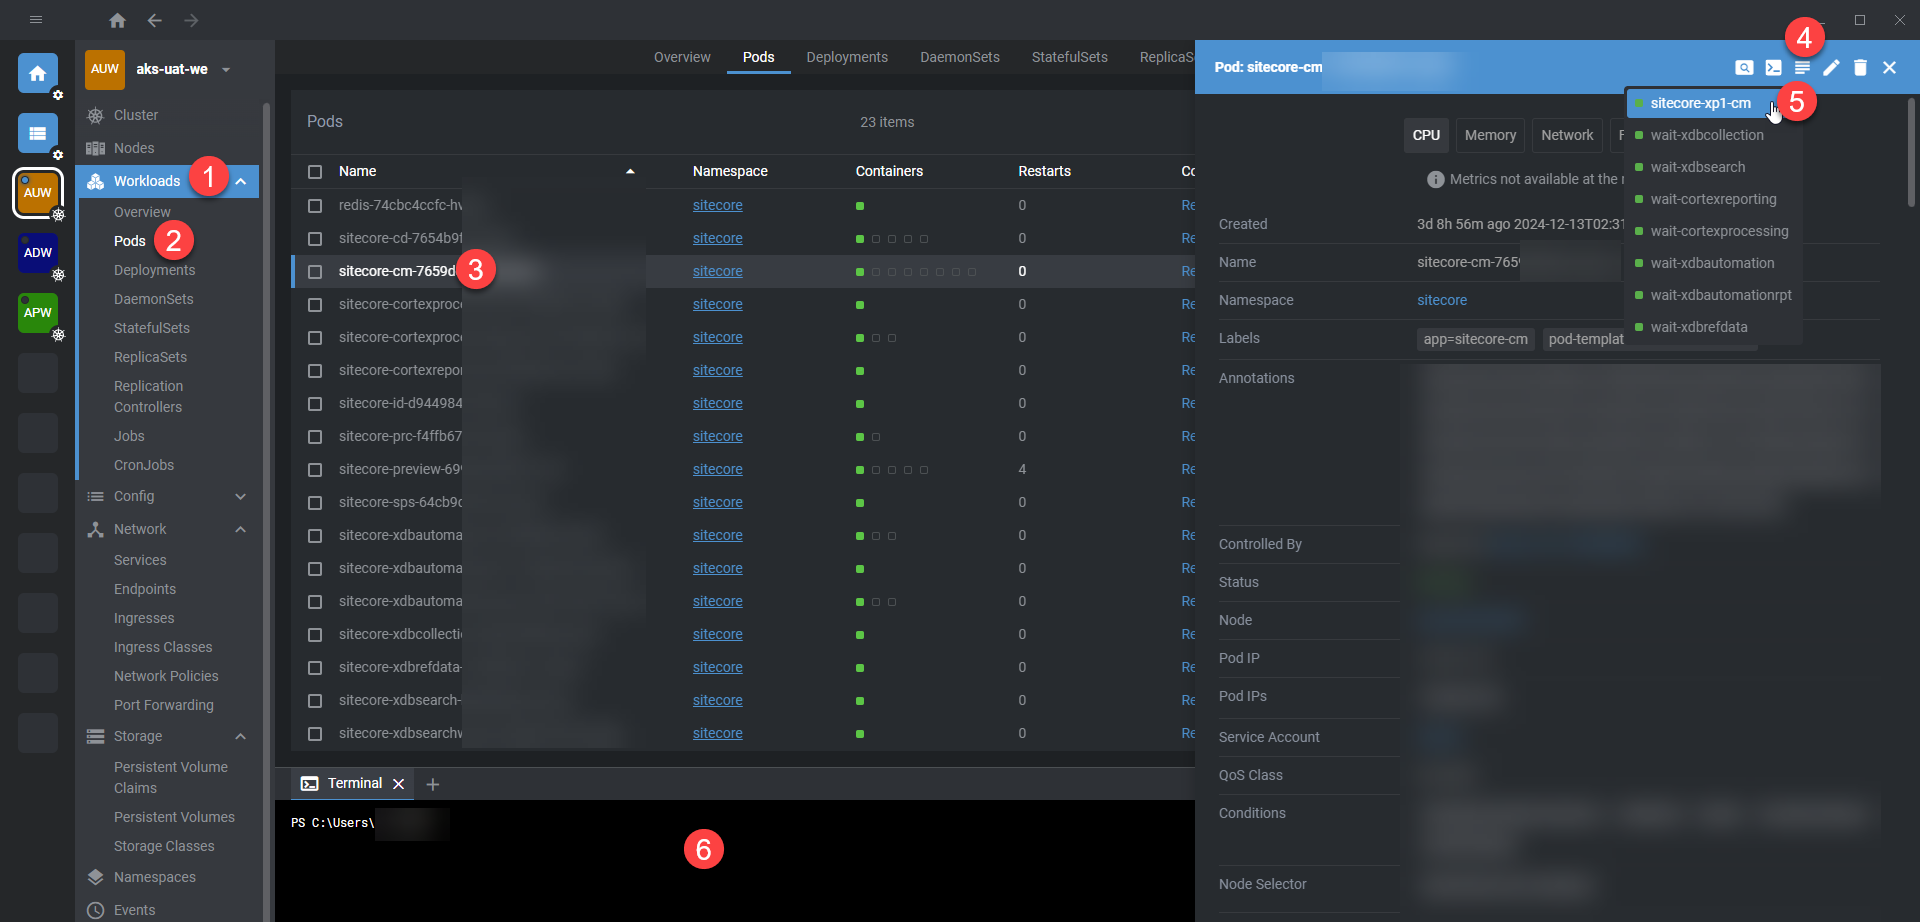 AUW
aks-uat-we
AUW
ADW
APW
Cluster
Nodes
Workloads
1
Overview
Pods
2
Deployments
DaemonSets
StatefulSets
ReplicaSets
Replication
Controllers
Jobs
CronJobs
Config
Network
Services
Endpoints
Ingresses
Ingress Classes
Network Policies
Port Forwarding
Storage
Persistent Volume
Claims
Persistent Volumes
Storage Classes
Namespaces
Events
Overview Pods Deployments DaemonSets StatefulSets ReplicaS
Pods 23 items
Name Namespace Containers Restarts Co
redis-74cbc4ccfc-hv sitecore 0 Re
sitecore-cd-7654b9f sitecore 0 Re
sitecore-cm-7659d 3 sitecore 0 Re
sitecore-cortexproc sitecore 0 Re
sitecore-cortexproc sitecore 0 Re
sitecore-cortexrepor sitecore 0 Re
sitecore-id-d944984 sitecore 0 Re
sitecore-prc-f4ffb67 sitecore 0 Re
sitecore-preview-699 sitecore 4 Re
sitecore-sps-64cb9c sitecore 0 Re
sitecore-xdbautoma sitecore 0 Re
sitecore-xdbautoma sitecore 0 Re
sitecore-xdbautoma sitecore 0 Re
sitecore-xdbcollecti sitecore 0 Re
sitecore-xdbrefdata- sitecore 0 Re
sitecore-xdbsearch- sitecore 0 Re
sitecore-xdbsearchw sitecore 0 Re
Terminal
PS C:\Users\
6
4
Pod: sitecore-cm
sitecore-xp1-cm 5
wait-xdbcollection
wait-xdbsearch
wait-cortexreporting
wait-cortexprocessing
wait-xdbautomation
wait-xdbautomationrpt
wait-xdbrefdata
CPU Memory Network F
Metrics not available at the
Created 3d 8h 56m ago 2024-12-13T02:31
Name sitecore-cm-765
Namespace sitecore
Labels app=sitecore-cm pod-templat
Annotations
Controlled By
Status
Node
Pod IP
Pod IPs
Service Account
QoS Class
Conditions
Node Selector